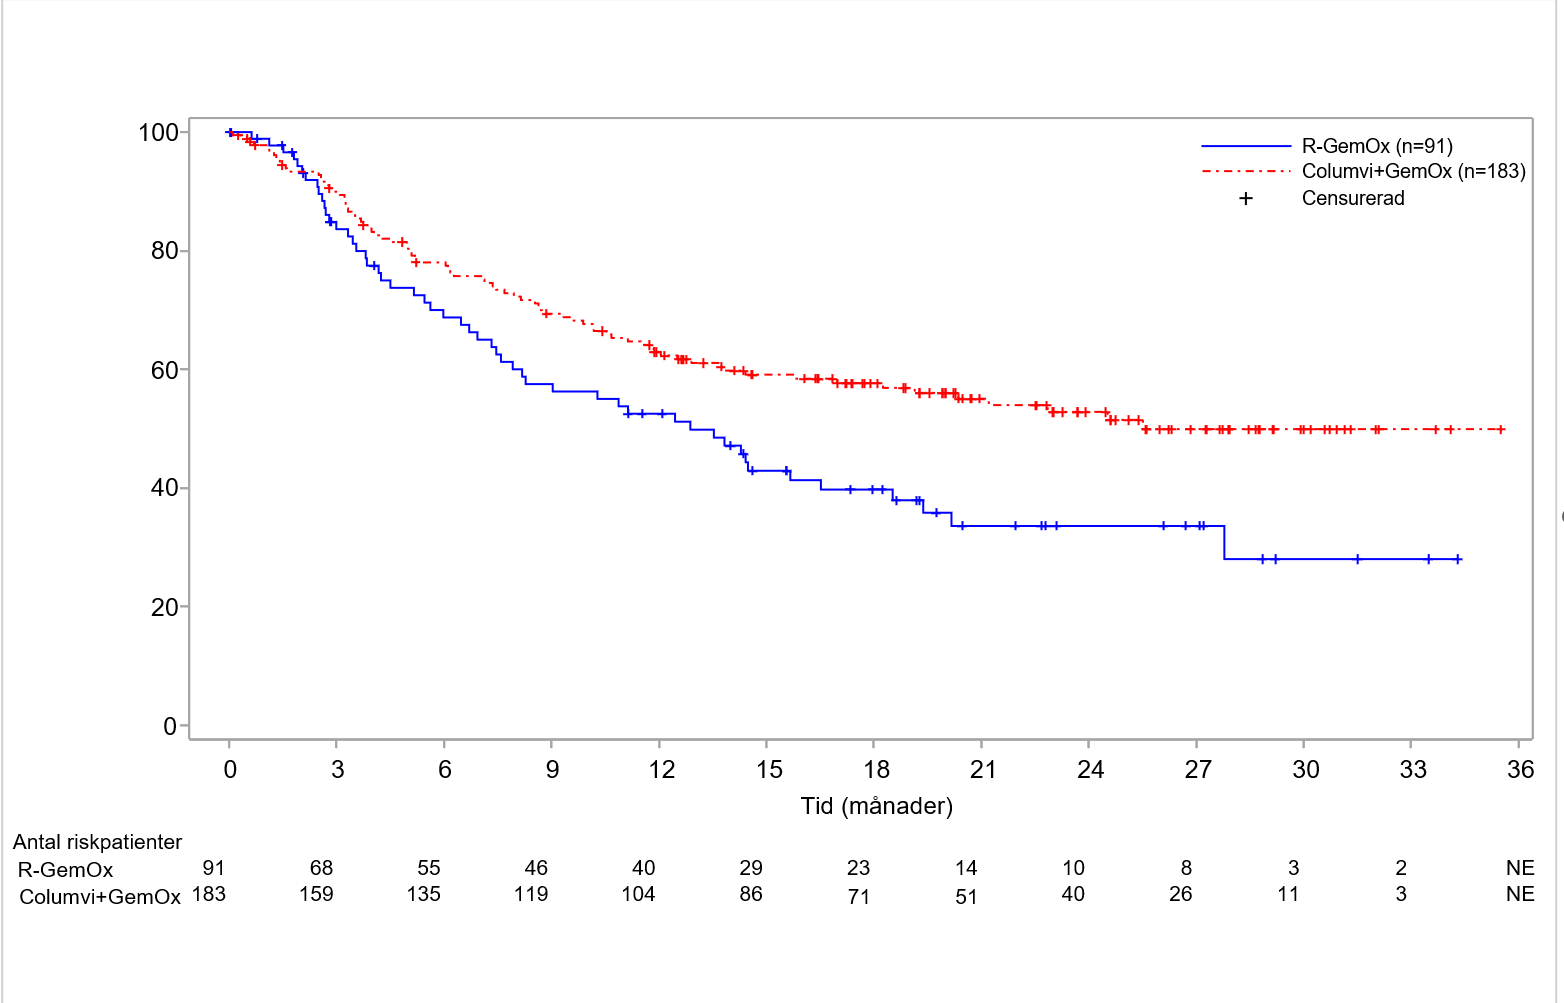 100
80
60
40
20
0
R-GemOx (n=91)
Columvi+GemOx (n=183)
Censurerad
0 3 6 9 12 15 18 21 24 27 30 33 36
Tid (månader)
Antal riskpatienter
R-GemOx 91 68 55 46 40 29 23 14 10 8 3 2 NE
Columvi+GemOx 183 159 135 119 104 86 71 51 40 26 11 3 NE